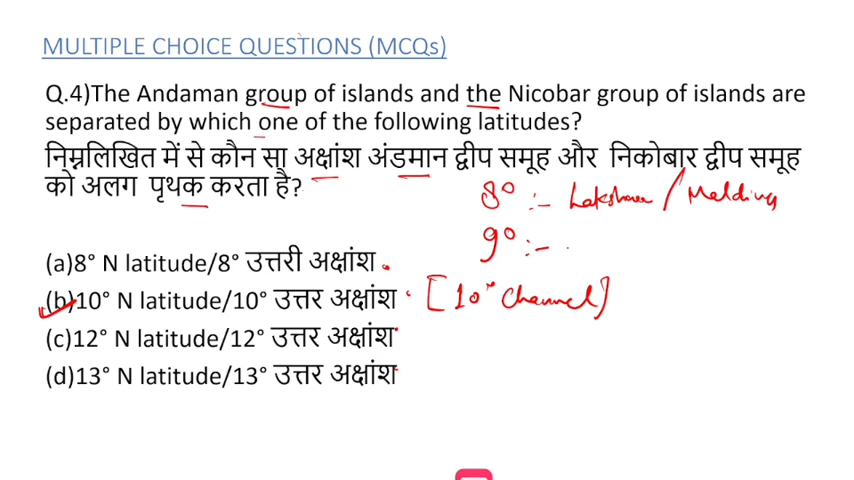 MULTIPLE CHOICE QUESTIONS (MCQs)
Q.4)The Andaman group of islands and the Nicobar group of islands are
separated by which one of the following latitudes?
निम्नलिखित में से कौन सा अक्षांश अंडमान द्वीप समूह और निकोबार द्वीप समूह
को अलग पृथक करता है?
8° :- /
9° :-
(a)8° N latitude/8° उत्तरी अक्षांश
(b)10° N latitude/10° उत्तर अक्षांश [10° Channel]
(c)12° N latitude/12° उत्तर अक्षांश
(d)13° N latitude/13° उत्तर अक्षांश